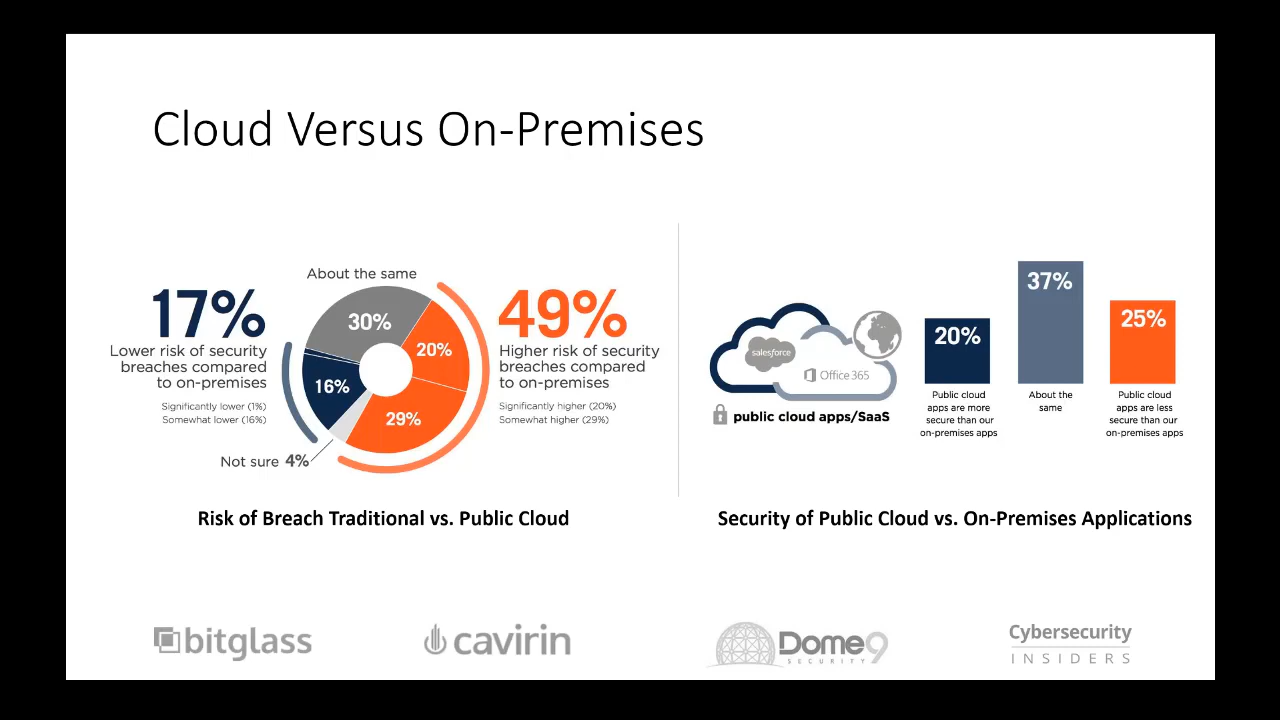 Cloud Versus On-Premises
About the same
17%
Lower risk of security
breaches compared
to on-premises
Significantly lower (1%)
Somewhat lower (16%)
30%
20%
16%
29%
Not sure 4%
49%
Higher risk of security
breaches compared
to on-premises
Significantly higher (20%)
Somewhat higher (29%)
Risk of Breach Traditional vs. Public Cloud
salesforce
Office 365
public cloud apps/SaaS
20%
Public cloud
apps are more
secure than our
on-premises apps
37%
About the
same
25%
Public cloud
apps are less
secure than our
on-premises apps
Security of Public Cloud vs. On-Premises Applications
bitglass
cavirin
Dome9
SECURITY
Cybersecurity
INSIDERS